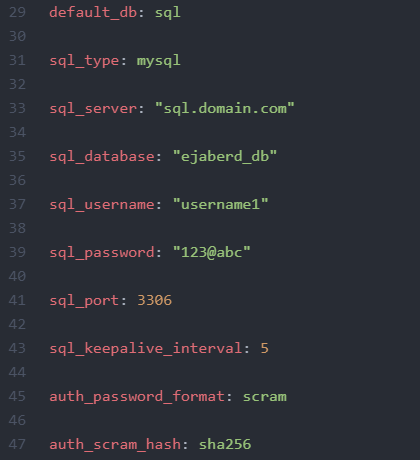 29 default_db: sql
30
31 sql_type: mysql
32
33 sql_server: "sql.domain.com"
34
35 sql_database: "ejaberd_db"
36
37 sql_username: "username1"
38
39 sql_password: "123@abc"
40
41 sql_port: 3306
42
43 sql_keepalive_interval: 5
44
45 auth_password_format: scram
46
47 auth_scram_hash: sha256